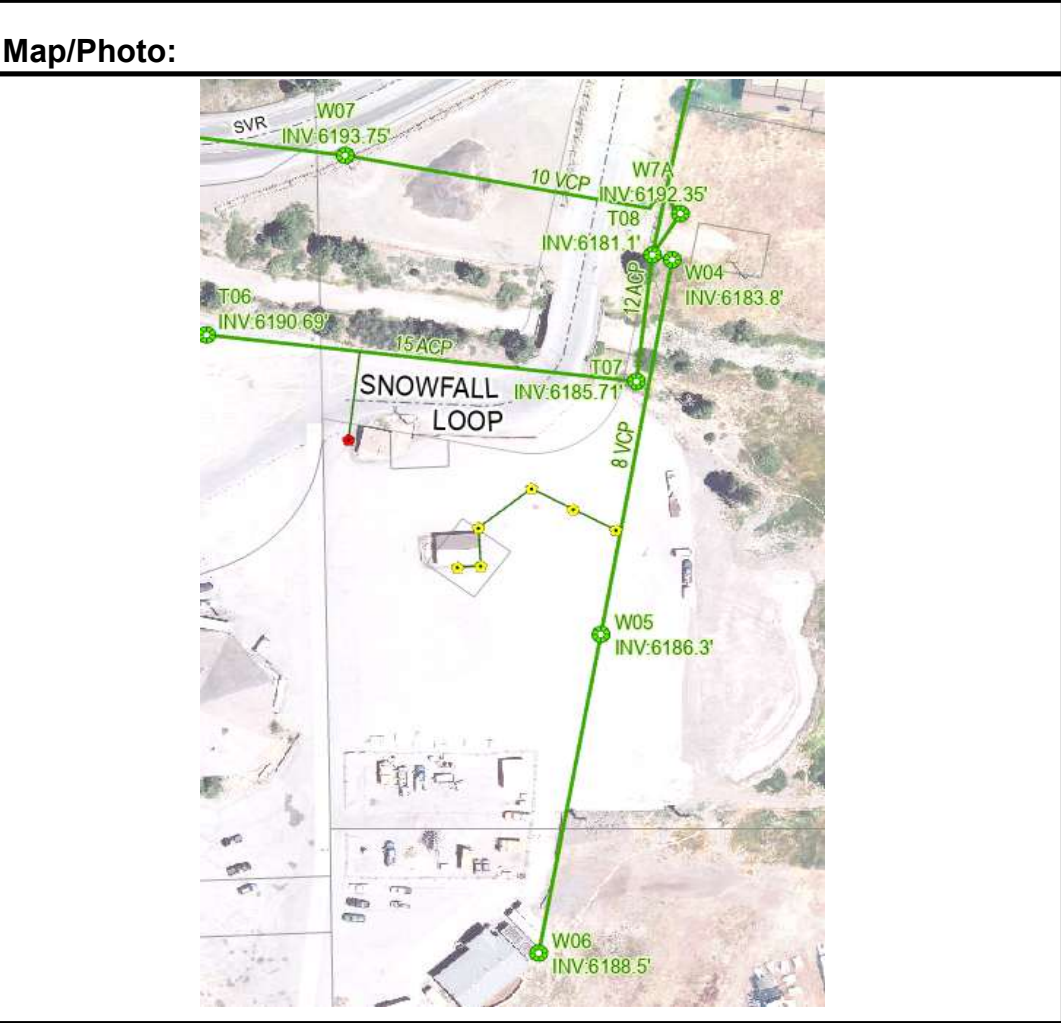 Map/Photo:
W07
SVR
INV:6193.75'
10 VCP
W7A
INV:6192.35'
T08
INV:6181.1'
W04
INV:6183.8'
12 ACP
T06
INV:6190.69'
15 ACP
T07
INV:6185.71'
SNOWFALL
LOOP
8 VCP
W05
INV:6186.3'
W06
INV:6188.5'